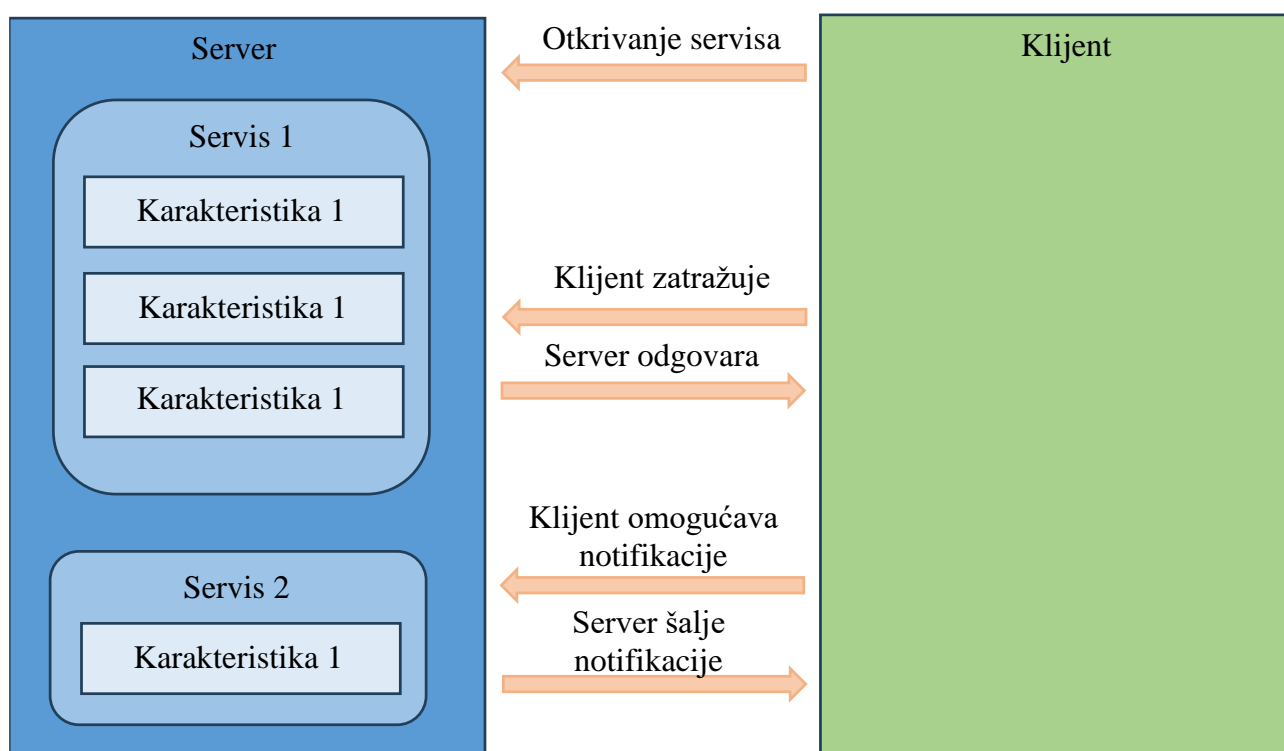 Server
Servis 1
Karakteristika 1
Karakteristika 1
Karakteristika 1
Servis 2
Karakteristika 1
Otkrivanje servisa
Klijent zatražuje
Server odgovara
Klijent omogućava
notifikacije
Server šalje
notifikacije
Klijent